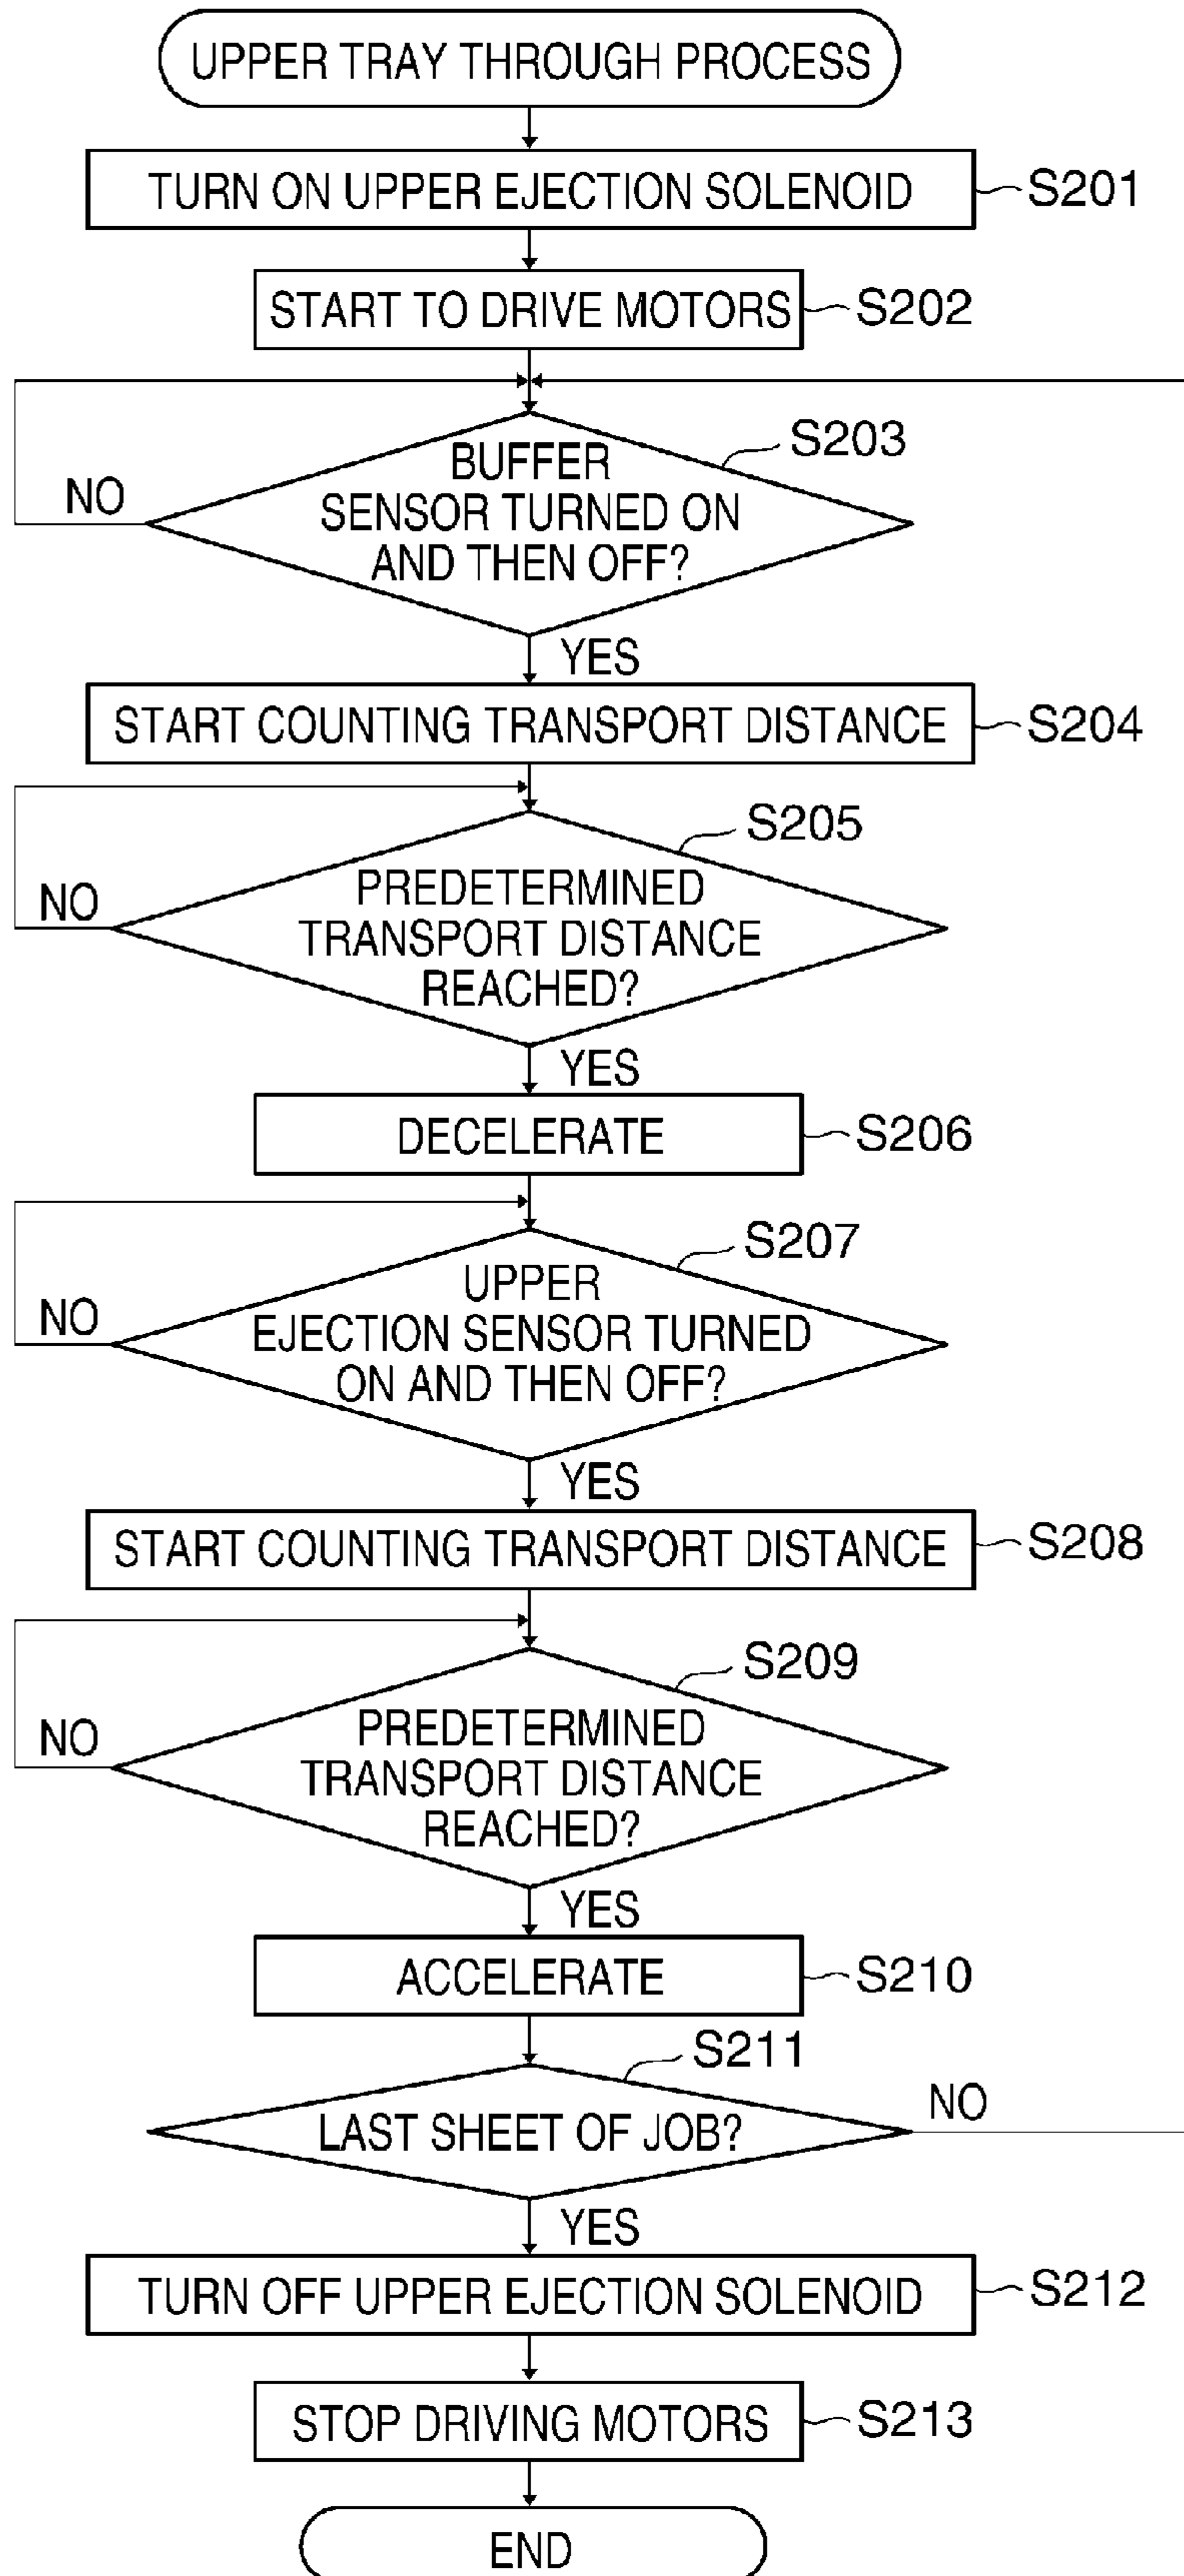 UPPER TRAY THROUGH PROCESS
TURN ON UPPER EJECTION SOLENOID
S201
START TO DRIVE MOTORS
S202
S203
BUFFER
SENSOR TURNED ON
AND THEN OFF?
NO
YES
START COUNTING TRANSPORT DISTANCE
S204
S205
PREDETERMINED
TRANSPORT DISTANCE
REACHED?
NO
YES
DECELERATE
S206
S207
UPPER
EJECTION SENSOR TURNED
ON AND THEN OFF?
NO
YES
START COUNTING TRANSPORT DISTANCE
S208
S209
PREDETERMINED
TRANSPORT DISTANCE
REACHED?
NO
YES
ACCELERATE
S210
S211
LAST SHEET OF JOB?
NO
YES
TURN OFF UPPER EJECTION SOLENOID
S212
STOP DRIVING MOTORS
S213
END